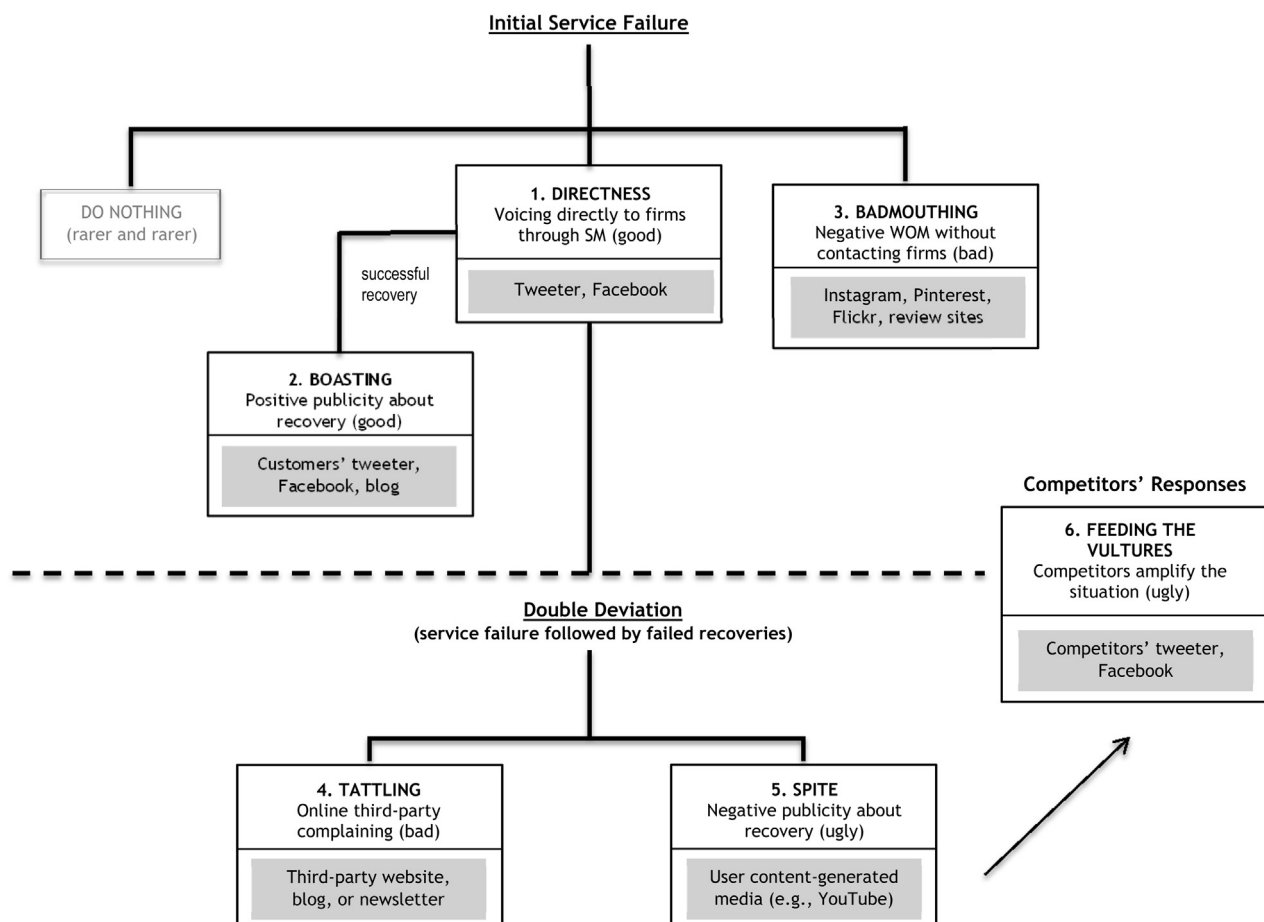 Initial Service Failure
DO NOTHING
(rarer and rarer)
1. DIRECTNESS
Voicing directly to firms
through SM (good)
Tweeter, Facebook
3. BADMOUTHING
Negative WOM without
contacting firms (bad)
Instagram, Pinterest,
Flickr, review sites
successful
recovery
2. BOASTING
Positive publicity about
recovery (good)
Customers’ tweeter,
Facebook, blog
Competitors’ Responses
6. FEEDING THE
VULTURES
Competitors amplify the
situation (ugly)
Competitors’ tweeter,
Facebook
Double Deviation
(service failure followed by failed recoveries)
4. TATTLING
Online third-party
complaining (bad)
Third-party website,
blog, or newsletter
5. SPITE
Negative publicity about
recovery (ugly)
User content-generated
media (e.g., YouTube)